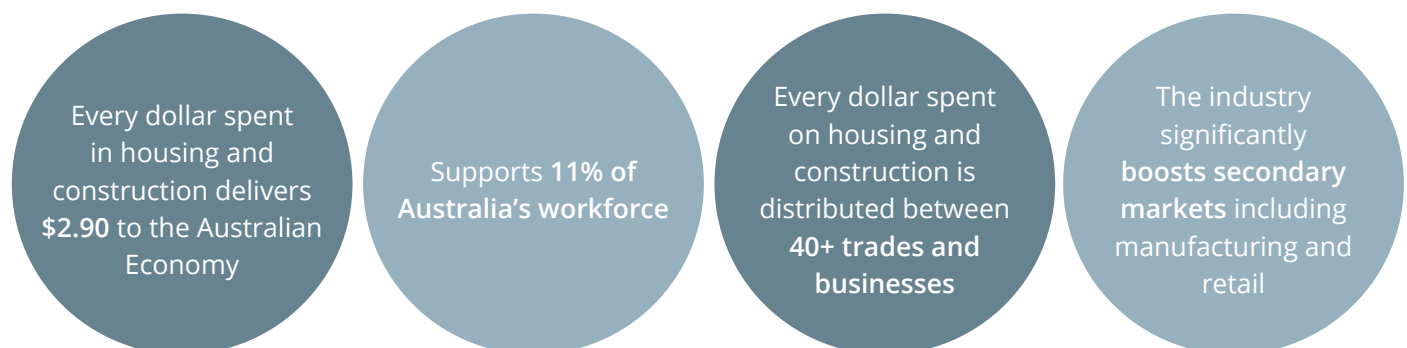 Every dollar spent
in housing and
construction delivers
$2.90 to the Australian
Economy
Supports 11% of
Australia’s workforce
Every dollar spent
on housing and
construction is
distributed between
40+ trades and
businesses
The industry
significantly
boosts secondary
markets including
manufacturing and
retail